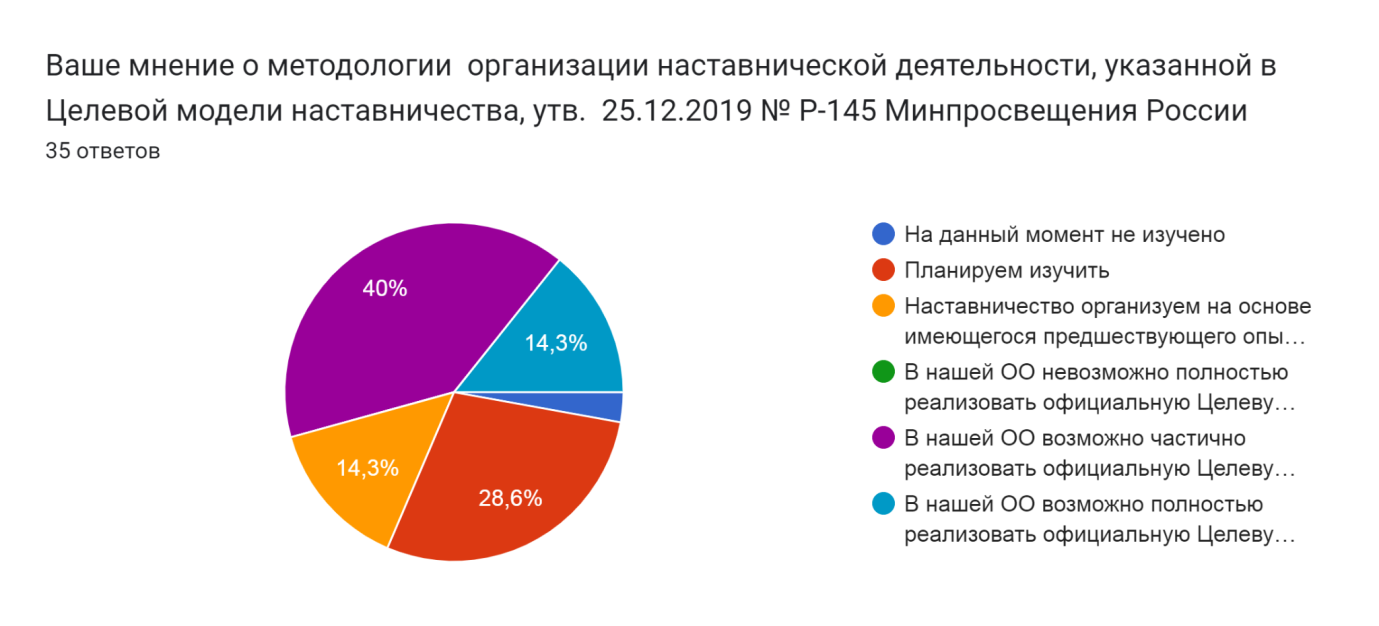 Ваше мнение о методологии  организации наставнической деятельности, указанной в
Целевой модели наставничества, утв.  25.12.2019 № Р-145 Минпросвещения России
35 ответов
40%
14,3%
14,3%
28,6%
На данный момент не изучено
Планируем изучить
Наставничество организуем на основе
имеющегося предшествующего опы…
В нашей ОО невозможно полностью
реализовать официальную Целеву…
В нашей ОО возможно частично
реализовать официальную Целеву…
В нашей ОО возможно полностью
реализовать официальную Целеву…